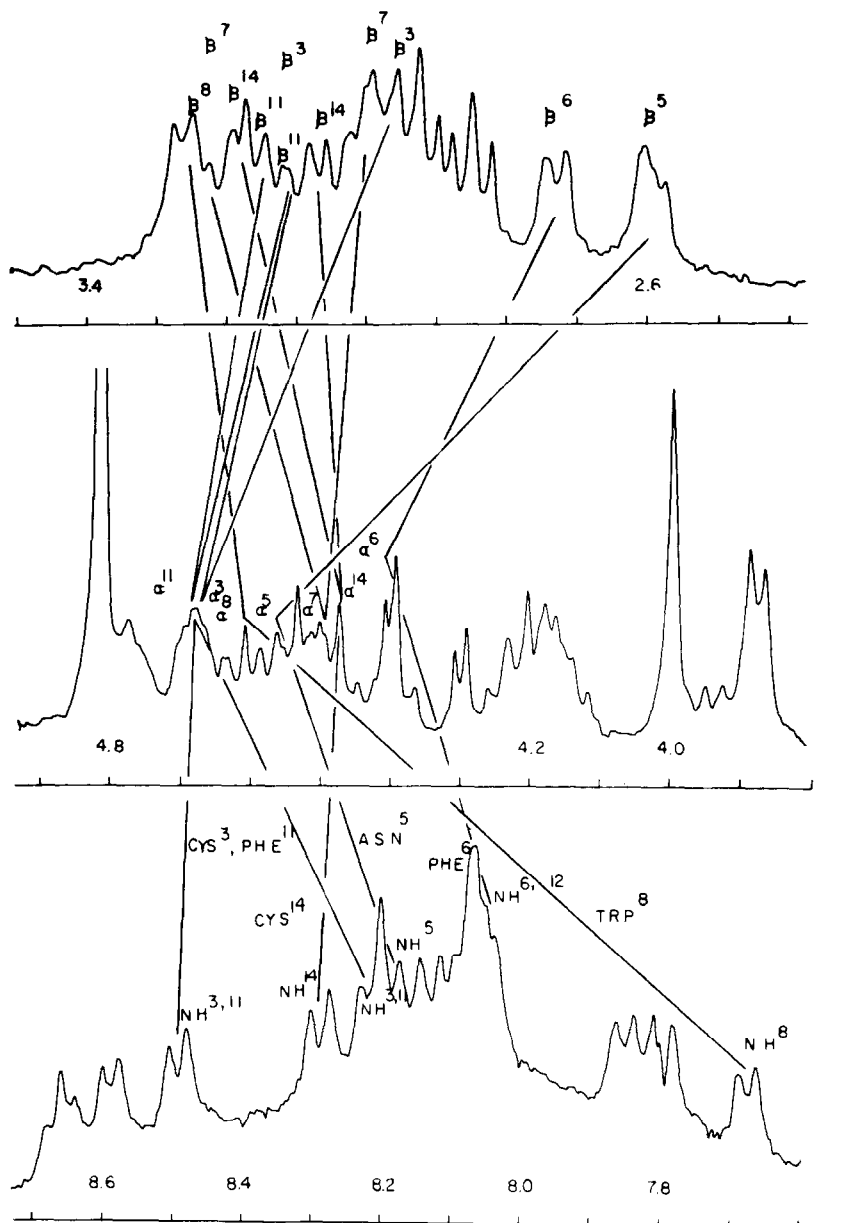 β⁷ β⁷ β³
β³
β⁸ β¹⁴ β¹¹ β¹⁴ β⁶ β⁵
β¹¹
3.4 2.6
α⁶
α¹¹ α³ α⁸ α⁵ α⁷ α¹⁴
4.8 4.2 4.0
CYS³, PHE¹¹ ASN⁵
PHE⁶
NH⁶, ¹² TRP⁸
CYS¹⁴
NH⁵
NH¹⁴
NH³,¹¹ NH³,¹¹
NH⁸
8.6 8.4 8.2 8.0 7.8